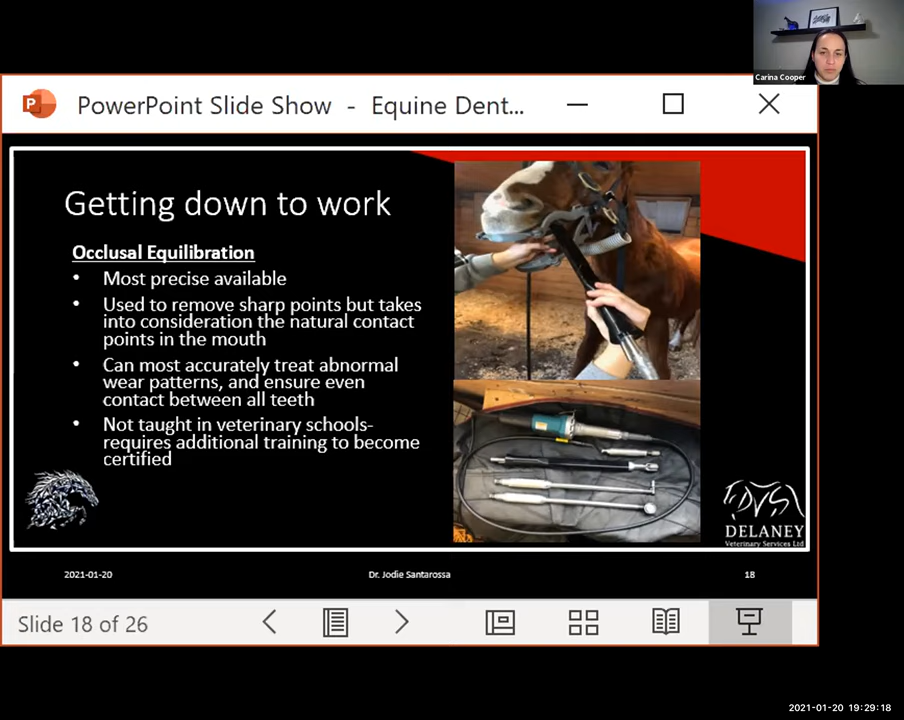 Carina Cooper
PowerPoint Slide Show - Equine Dent...
Getting down to work
Occlusal Equilibration
• Most precise available
• Used to remove sharp points but takes
into consideration the natural contact
points in the mouth
• Can most accurately treat abnormal
wear patterns, and ensure even
contact between all teeth
• Not taught in veterinary schools-
requires additional training to become
certified
DVS
DELANEY
Veterinary Services Ltd
2021-01-20
Dr. Jodie Santarossa
18
Slide 18 of 26
2021-01-20 19:29:18